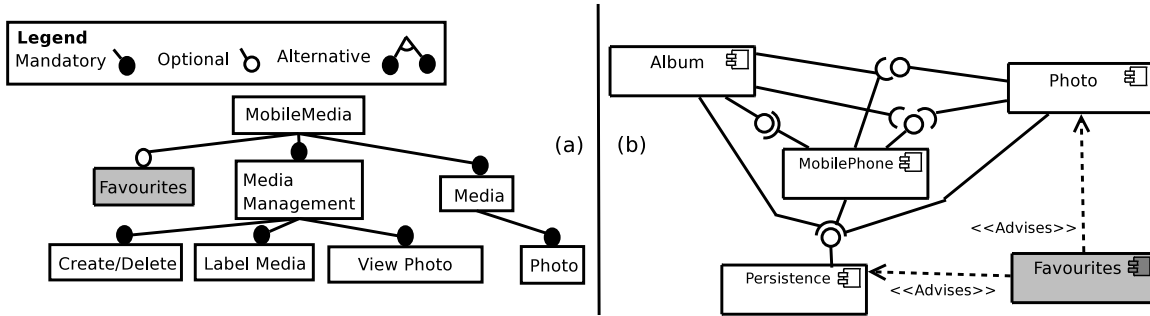 Legend
Mandatory
Optional
Alternative
MobileMedia
(a)
Favourites
Media
Management
Media
Create/Delete
Label Media
View Photo
Photo
(b)
Album
Photo
MobilePhone
<<Advises>>
Persistence
<<Advises>>
Favourites